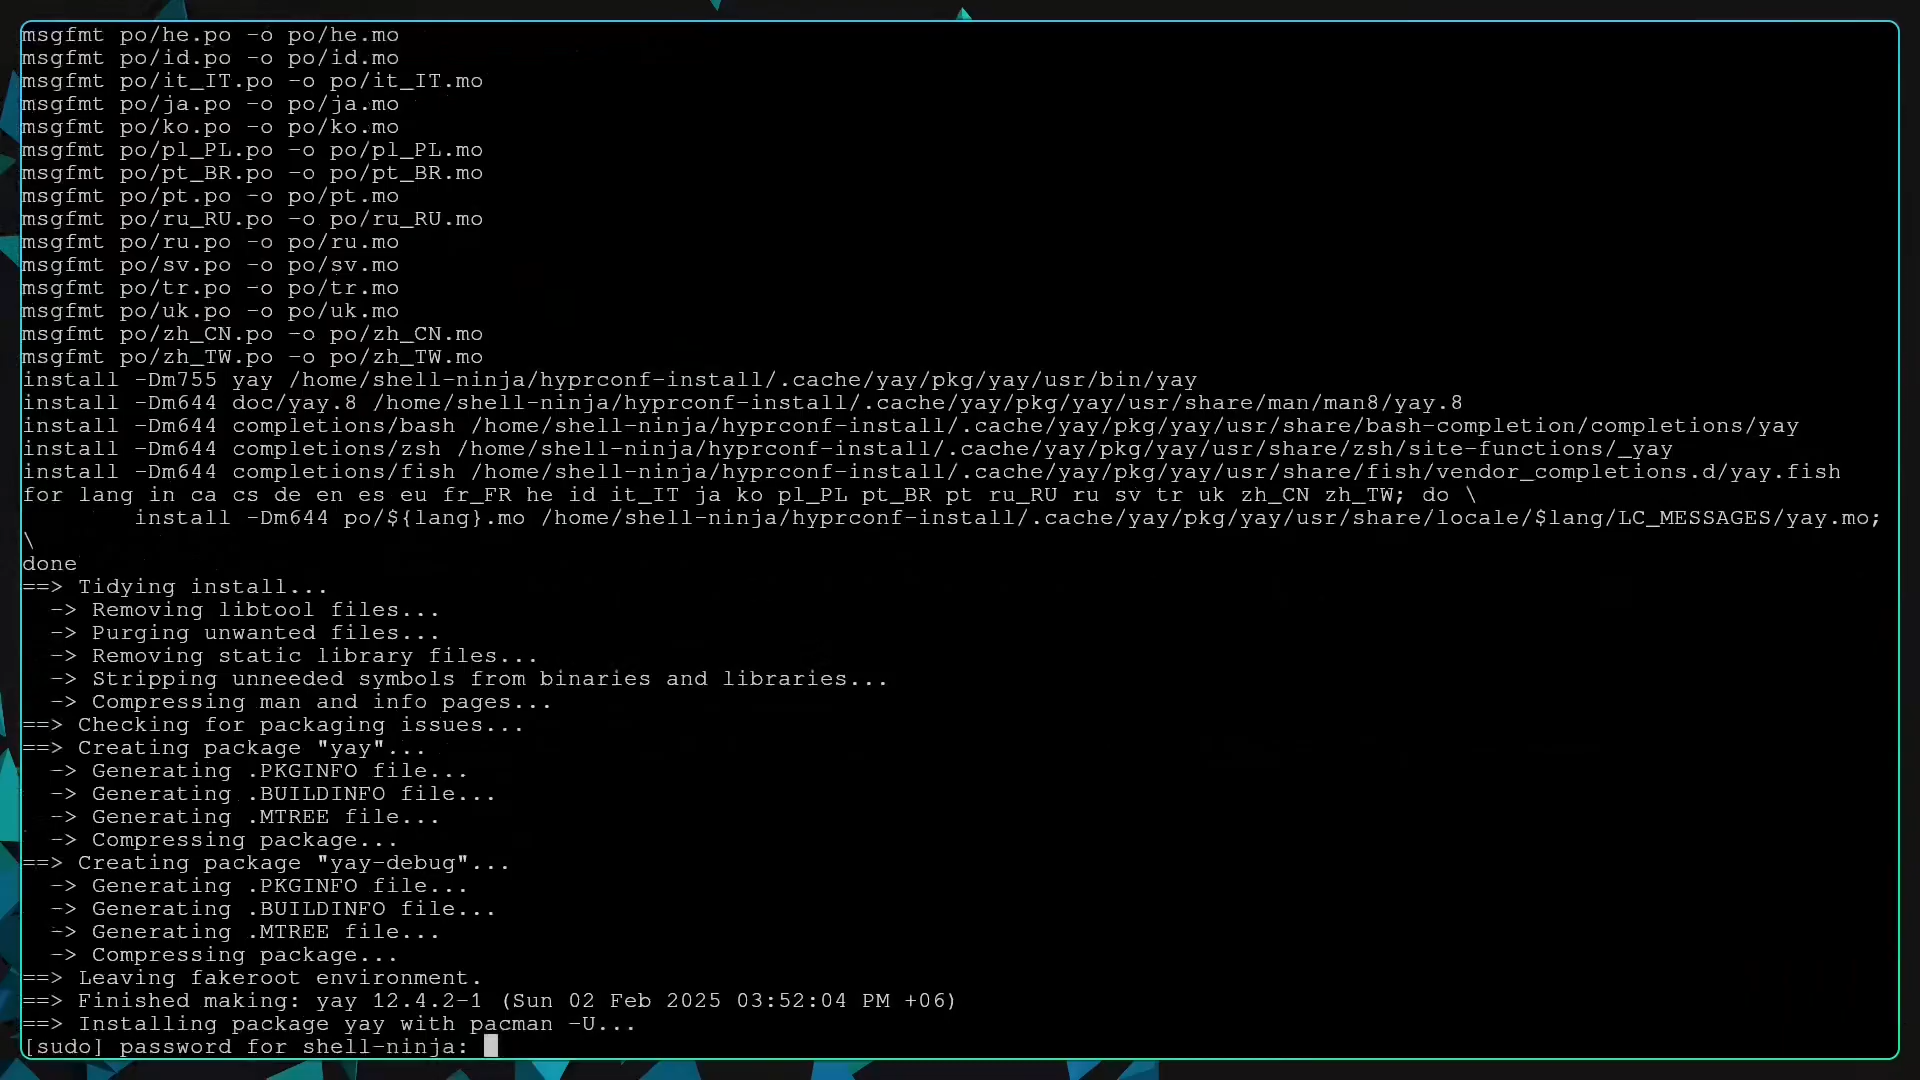 msgfmt po/he.po -o po/he.mo
msgfmt po/id.po -o po/id.mo
msgfmt po/it_IT.po -o po/it_IT.mo
msgfmt po/ja.po -o po/ja.mo
msgfmt po/ko.po -o po/ko.mo
msgfmt po/pl_PL.po -o po/pl_PL.mo
msgfmt po/pt_BR.po -o po/pt_BR.mo
msgfmt po/pt.po -o po/pt.mo
msgfmt po/ru_RU.po -o po/ru_RU.mo
msgfmt po/ru.po -o po/ru.mo
msgfmt po/sv.po -o po/sv.mo
msgfmt po/tr.po -o po/tr.mo
msgfmt po/uk.po -o po/uk.mo
msgfmt po/zh_CN.po -o po/zh_CN.mo
msgfmt po/zh_TW.po -o po/zh_TW.mo
install -Dm755 yay /home/shell-ninja/hyprconf-install/.cache/yay/pkg/yay/usr/bin/yay
install -Dm644 doc/yay.8 /home/shell-ninja/hyprconf-install/.cache/yay/pkg/yay/usr/share/man/man8/yay.8
install -Dm644 completions/bash /home/shell-ninja/hyprconf-install/.cache/yay/pkg/yay/usr/share/bash-completion/completions/yay
install -Dm644 completions/zsh /home/shell-ninja/hyprconf-install/.cache/yay/pkg/yay/usr/share/zsh/site-functions/_yay
install -Dm644 completions/fish /home/shell-ninja/hyprconf-install/.cache/yay/pkg/yay/usr/share/fish/vendor_completions.d/yay.fish
for lang in ca cs de en es eu fr_FR he id it_IT ja ko pl_PL pt_BR pt ru_RU ru sv tr uk zh_CN zh_TW; do \
        install -Dm644 po/${lang}.mo /home/shell-ninja/hyprconf-install/.cache/yay/pkg/yay/usr/share/locale/$lang/LC_MESSAGES/yay.mo;
\
done
==> Tidying install...
  -> Removing libtool files...
  -> Purging unwanted files...
  -> Removing static library files...
  -> Stripping unneeded symbols from binaries and libraries...
  -> Compressing man and info pages...
==> Checking for packaging issues...
==> Creating package "yay"...
  -> Generating .PKGINFO file...
  -> Generating .BUILDINFO file...
  -> Generating .MTREE file...
  -> Compressing package...
==> Creating package "yay-debug"...
  -> Generating .PKGINFO file...
  -> Generating .BUILDINFO file...
  -> Generating .MTREE file...
  -> Compressing package...
==> Leaving fakeroot environment.
==> Finished making: yay 12.4.2-1 (Sun 02 Feb 2025 03:52:04 PM +06)
==> Installing package yay with pacman -U...
[sudo] password for shell-ninja: